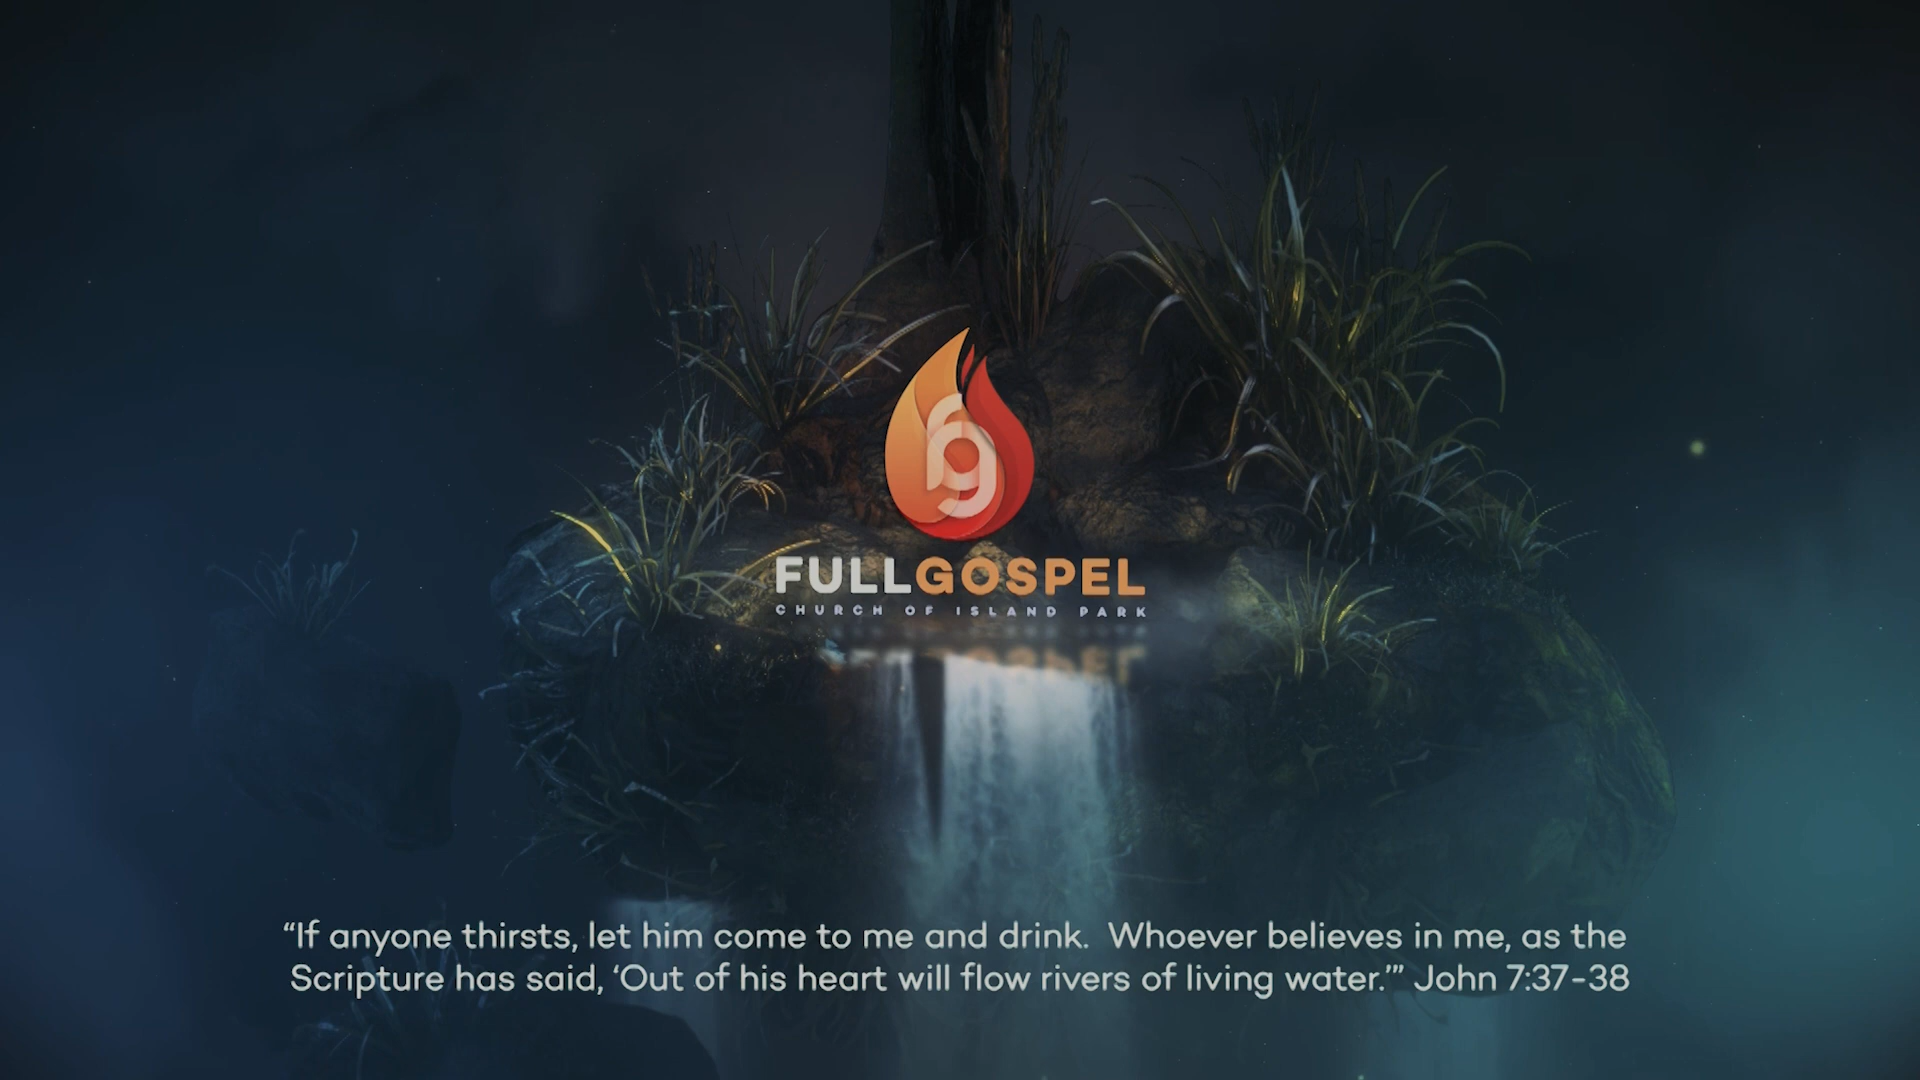 fg
FULLGOSPEL
CHURCH OF ISLAND PARK
“If anyone thirsts, let him come to me and drink.  Whoever believes in me, as the
Scripture has said, ‘Out of his heart will flow rivers of living water.’” John 7:37-38